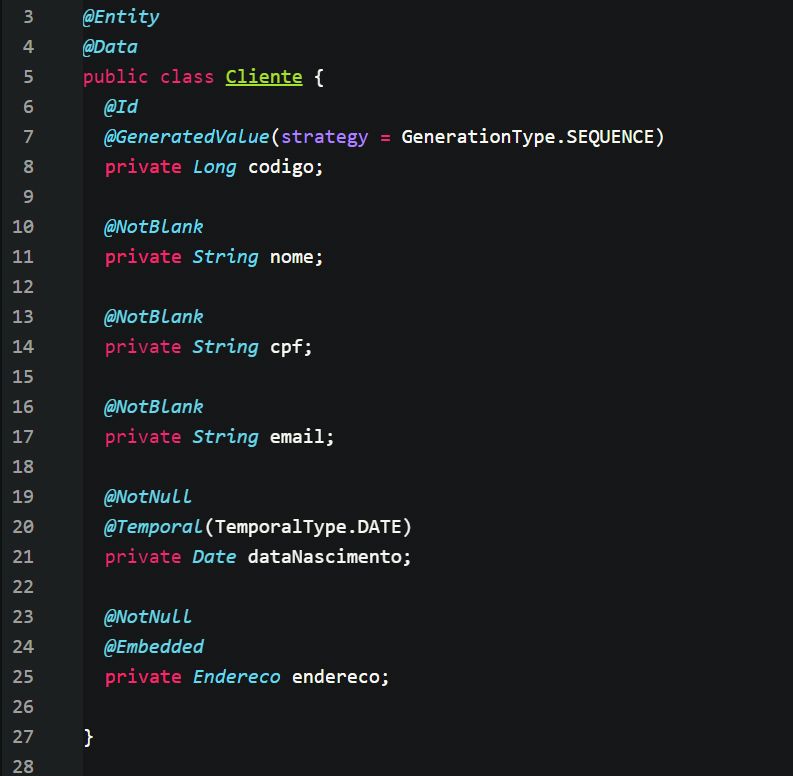 3 @Entity
4 @Data
5 public class Cliente {
6 @Id
7 @GeneratedValue(strategy = GenerationType.SEQUENCE)
8 private Long codigo;
9
10 @NotBlank
11 private String nome;
12
13 @NotBlank
14 private String cpf;
15
16 @NotBlank
17 private String email;
18
19 @NotNull
20 @Temporal(TemporalType.DATE)
21 private Date dataNascimento;
22
23 @NotNull
24 @Embedded
25 private Endereco endereco;
26
27 }
28